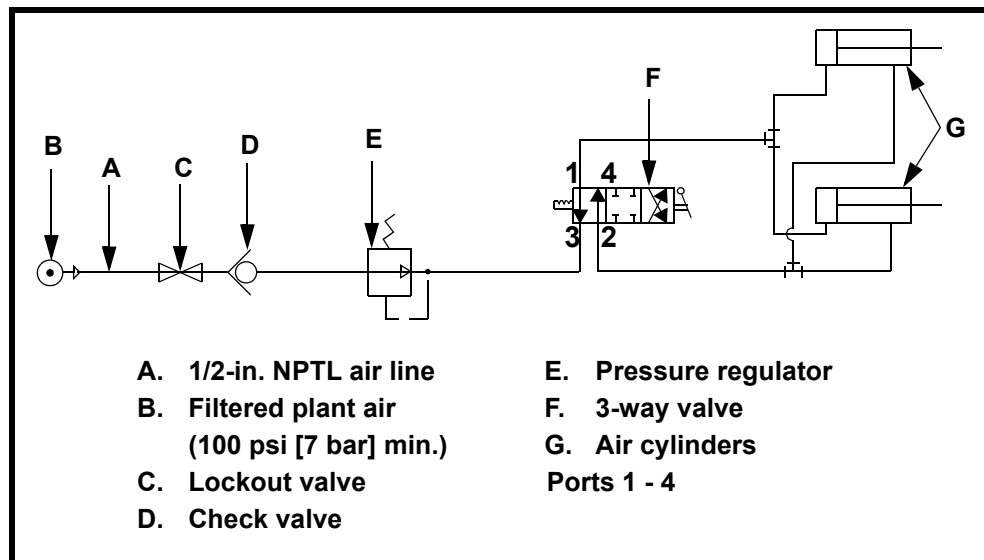 F
B
A
C
D
E
G
1 4
3 2
A. 1/2-in. NPTL air line
B. Filtered plant air
(100 psi [7 bar] min.)
C. Lockout valve
D. Check valve
E. Pressure regulator
F. 3-way valve
G. Air cylinders
Ports 1 - 4